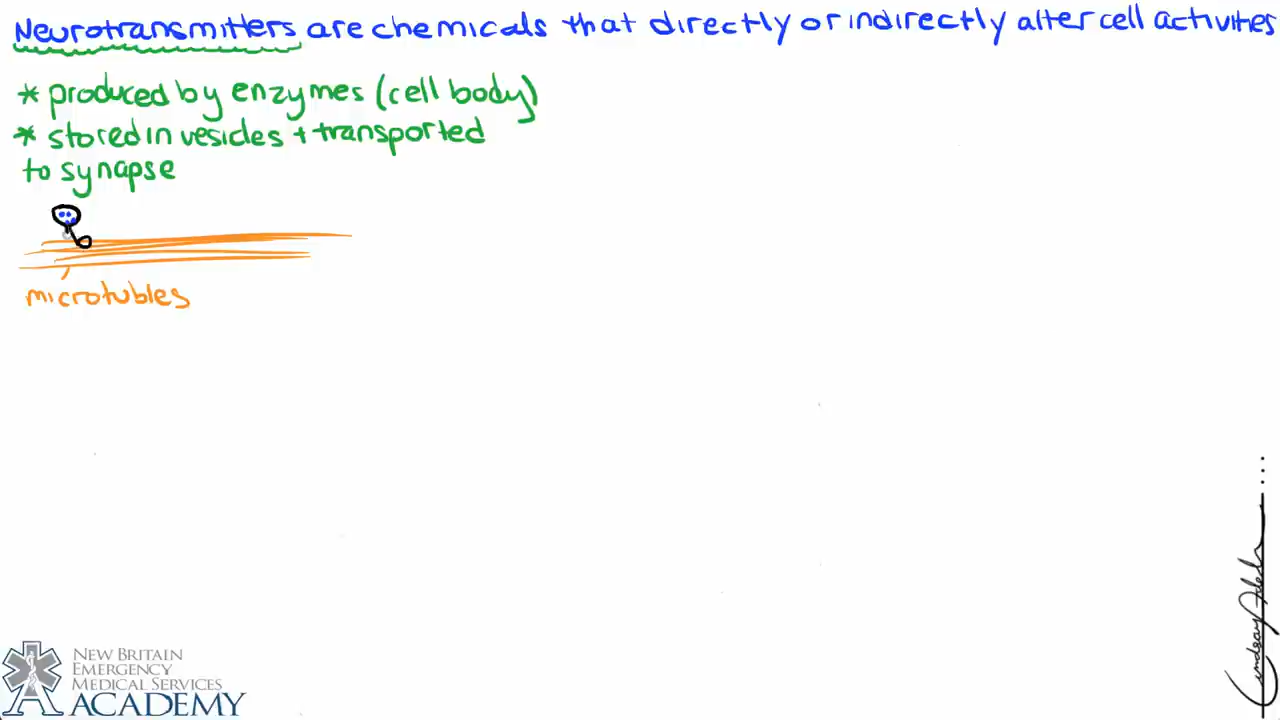 Neurotransmitters are chemicals that directly or indirectly alter cell activities
* produced by enzymes (cell body)
* stored in vesicles + transported
to synapse
microtubles
NEW BRITAIN
EMERGENCY
MEDICAL SERVICES
ACADEMY
Lindsay